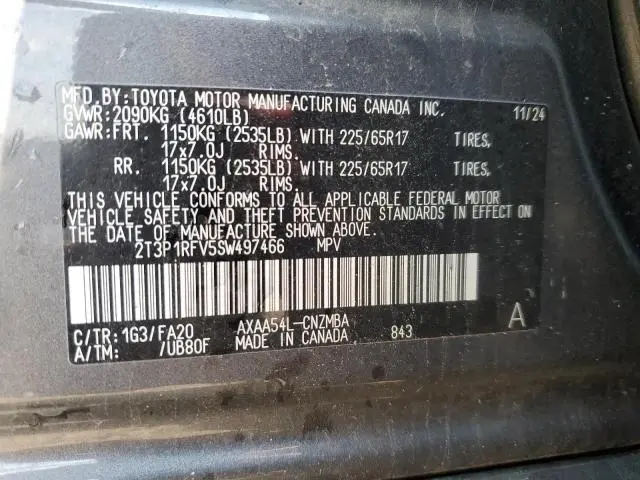 MFD.BY:TOYOTA MOTOR MANUFACTURING CANADA INC. 11/24
GVWR:2090KG (4610LB)
GAWR:FRT. 1150KG (2535LB) WITH 225/65R17 TIRES,
17x7.0J RIMS.
RR. 1150KG (2535LB) WITH 225/65R17 TIRES,
17x7.0J RIMS.
THIS VEHICLE CONFORMS TO ALL APPLICABLE FEDERAL MOTOR
VEHICLE SAFETY AND THEFT PREVENTION STANDARDS IN EFFECT ON
THE DATE OF MANUFACTURE SHOWN ABOVE.
2T3P1RFV5SW497466 MPV
C/TR:1G3/FA20 AXAA54L-CNZMBA A
A/TM: /UB80F MADE IN CANADA 843